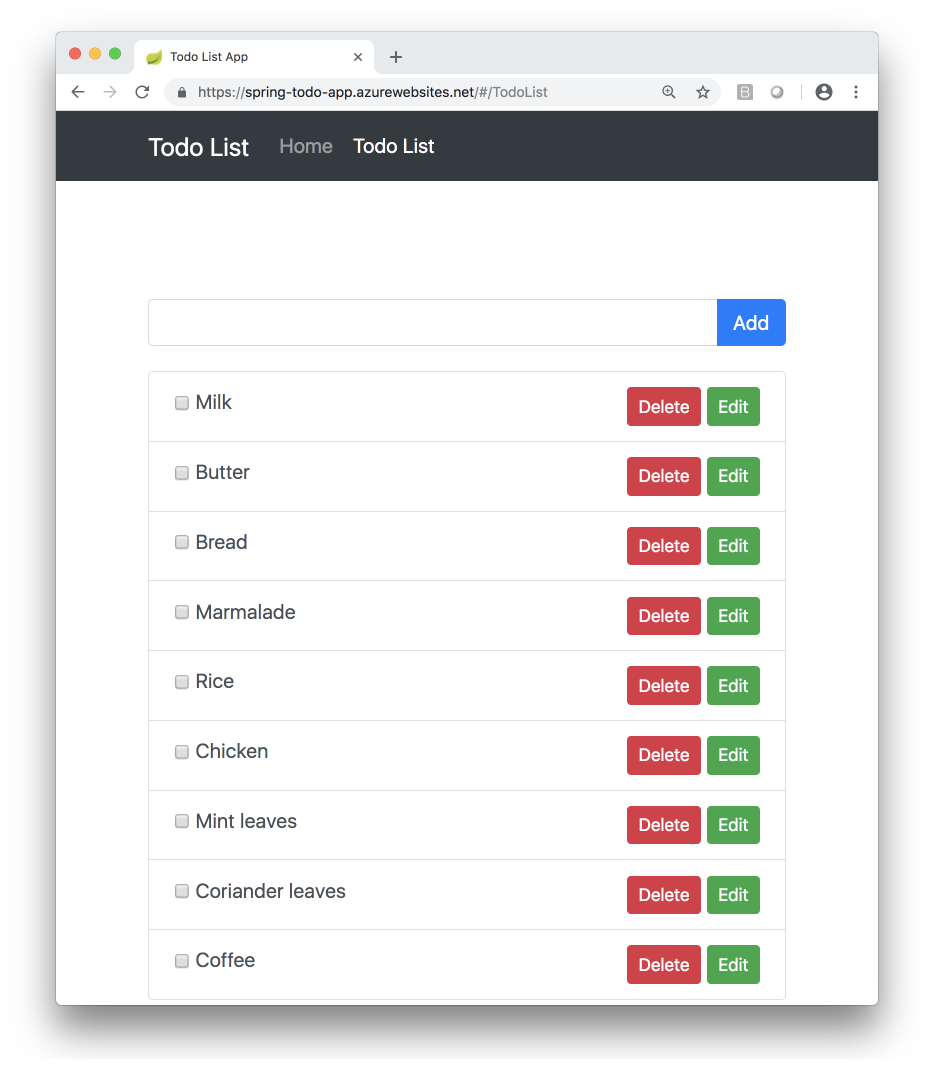 Todo List App
https://spring-todo-app.azurewebsites.net/#/TodoList
Todo List Home Todo List
Add
Milk Delete Edit
Butter Delete Edit
Bread Delete Edit
Marmalade Delete Edit
Rice Delete Edit
Chicken Delete Edit
Mint leaves Delete Edit
Coriander leaves Delete Edit
Coffee Delete Edit